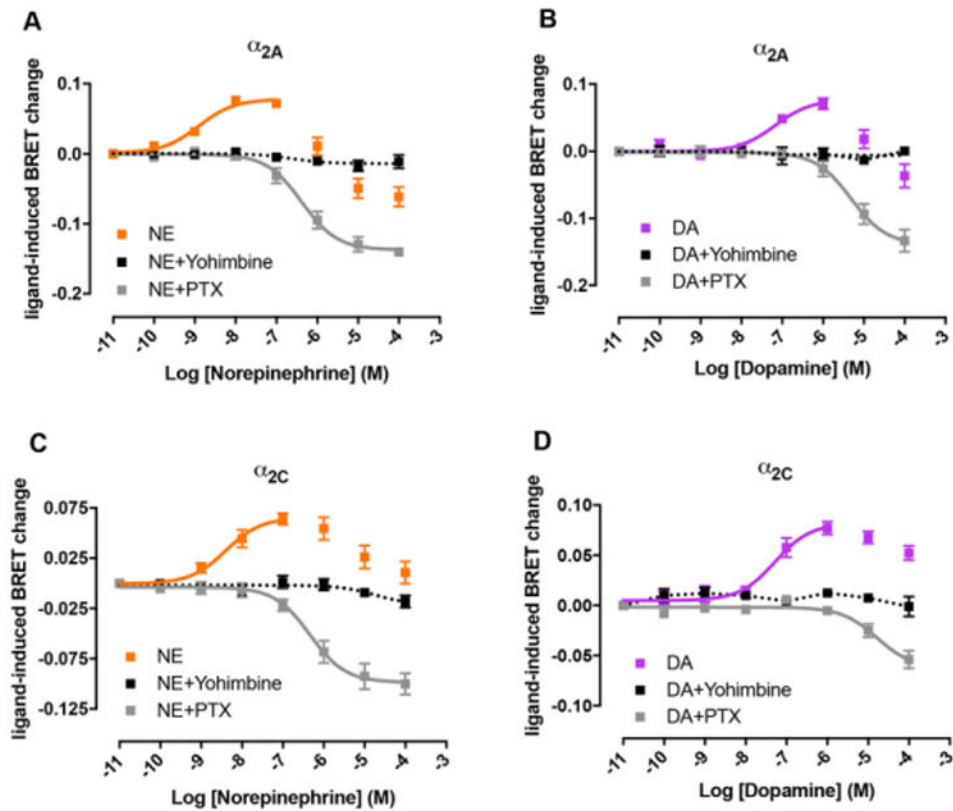 A
α2A
ligand-induced BRET change
0.1
0.0
-0.1
-0.2
NE
NE+Yohimbine
NE+PTX
-11 -10 -9 -8 -7 -6 -5 -4 -3
Log [Norepinephrine] (M)
B
α2A
ligand-induced BRET change
0.1
0.0
-0.1
-0.2
DA
DA+Yohimbine
DA+PTX
-11 -10 -9 -8 -7 -6 -5 -4 -3
Log [Dopamine] (M)
C
α2C
ligand-induced BRET change
0.075
0.025
-0.025
-0.075
-0.125
NE
NE+Yohimbine
NE+PTX
-11 -10 -9 -8 -7 -6 -5 -4 -3
Log [Norepinephrine] (M)
D
α2C
ligand-induced BRET change
0.10
0.05
0.00
-0.05
-0.10
DA
DA+Yohimbine
DA+PTX
-11 -10 -9 -8 -7 -6 -5 -4 -3
Log [Dopamine] (M)